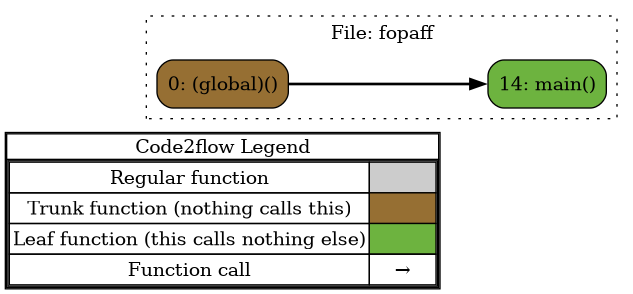 File: fopaff
0: (global)()
14: main()
Code2flow Legend
Regular function
Trunk function (nothing calls this)
Leaf function (this calls nothing else)
Function call →